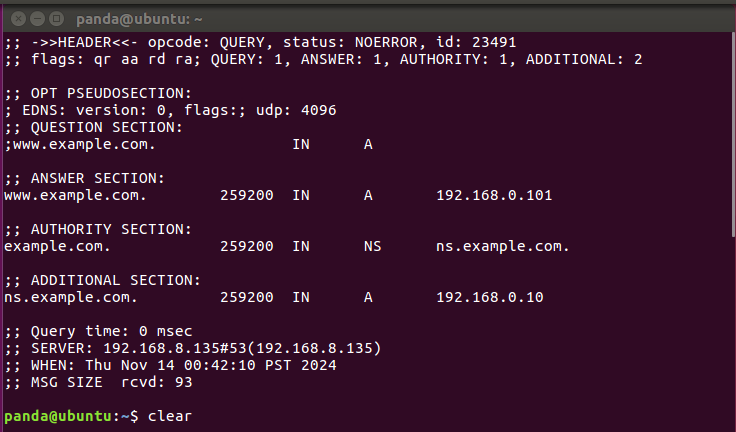 panda@ubuntu: ~
;; ->>HEADER<<- opcode: QUERY, status: NOERROR, id: 23491
;; flags: qr aa rd ra; QUERY: 1, ANSWER: 1, AUTHORITY: 1, ADDITIONAL: 2
;; OPT PSEUDOSECTION:
; EDNS: version: 0, flags:; udp: 4096
;; QUESTION SECTION:
;www.example.com. IN A
;; ANSWER SECTION:
www.example.com. 259200 IN A 192.168.0.101
;; AUTHORITY SECTION:
example.com. 259200 IN NS ns.example.com.
;; ADDITIONAL SECTION:
ns.example.com. 259200 IN A 192.168.0.10
;; Query time: 0 msec
;; SERVER: 192.168.8.135#53(192.168.8.135)
;; WHEN: Thu Nov 14 00:42:10 PST 2024
;; MSG SIZE  rcvd: 93
panda@ubuntu:~$ clear